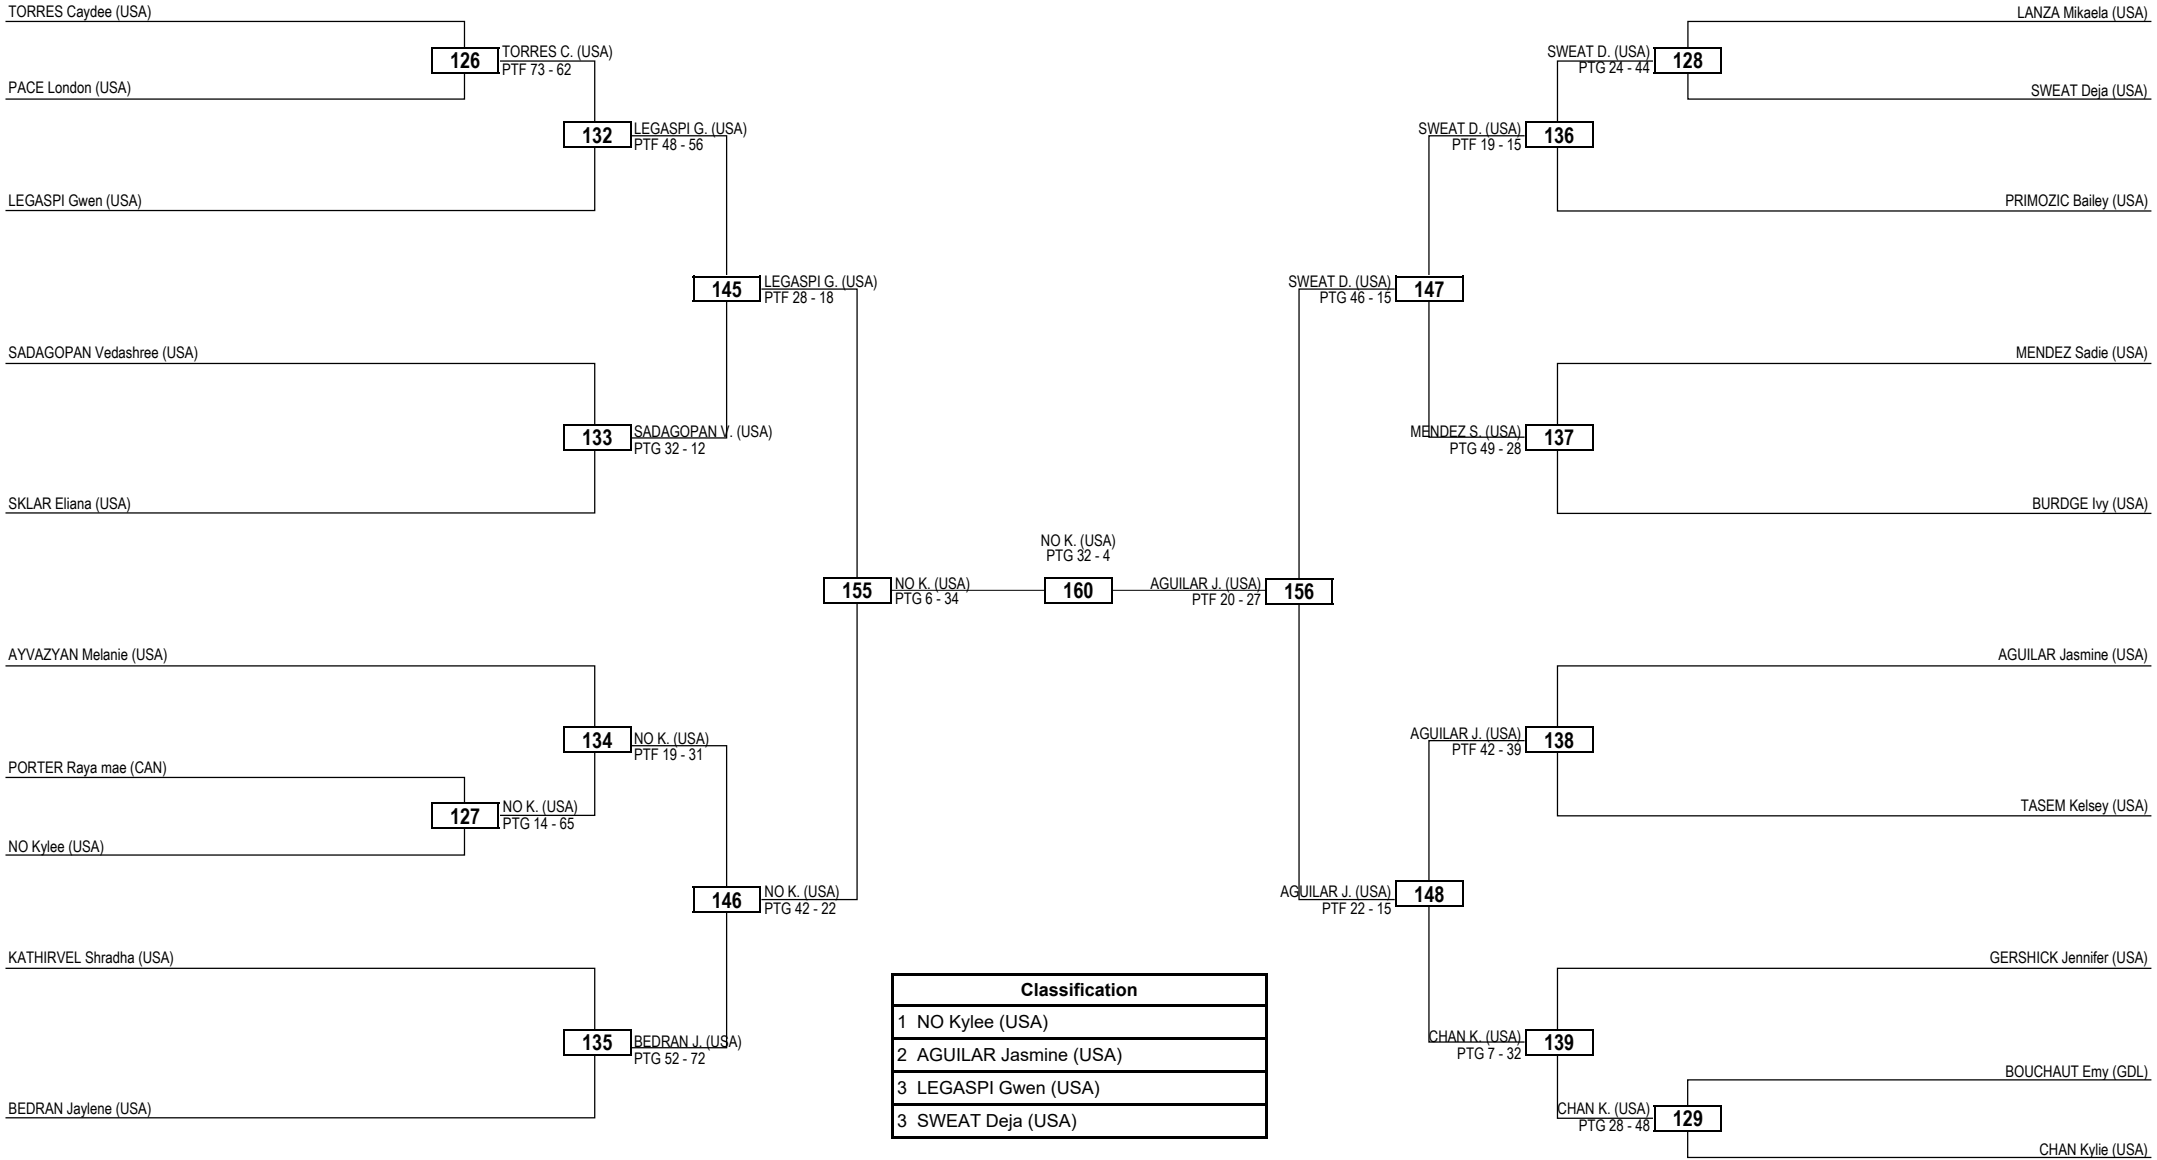 TORRES Caydee (USA)
126
TORRES C. (USA)
PTF 73 - 62
PACE London (USA)
132
LEGASPI G. (USA)
PTF 48 - 56
LEGASPI Gwen (USA)
145
LEGASPI G. (USA)
PTF 28 - 18
SADAGOPAN Vedashree (USA)
133
SADAGOPAN V. (USA)
PTG 32 - 12
SKLAR Eliana (USA)
155
NO K. (USA)
PTG 6 - 34
AYVAZYAN Melanie (USA)
134
NO K. (USA)
PTF 19 - 31
PORTER Raya mae (CAN)
127
NO K. (USA)
PTG 14 - 65
NO Kylee (USA)
146
NO K. (USA)
PTG 42 - 22
KATHIRVEL Shradha (USA)
135
BEDRAN J. (USA)
PTG 52 - 72
BEDRAN Jaylene (USA)
NO K. (USA)
PTG 32 - 4
160
LANZA Mikaela (USA)
SWEAT D. (USA)
PTG 24 - 44
128
SWEAT Deja (USA)
SWEAT D. (USA)
PTF 19 - 15
136
PRIMOZIC Bailey (USA)
SWEAT D. (USA)
PTG 46 - 15
147
MENDEZ Sadie (USA)
MENDEZ S. (USA)
PTG 49 - 28
137
BURDGE Ivy (USA)
AGUILAR J. (USA)
PTF 20 - 27
156
AGUILAR Jasmine (USA)
AGUILAR J. (USA)
PTF 42 - 39
138
TASEM Kelsey (USA)
AGUILAR J. (USA)
PTF 22 - 15
148
GERSHICK Jennifer (USA)
CHAN K. (USA)
PTG 7 - 32
139
BOUCHAUT Emy (GDL)
CHAN K. (USA)
PTG 28 - 48
129
CHAN Kylie (USA)
Classification
1 NO Kylee (USA)
2 AGUILAR Jasmine (USA)
3 LEGASPI Gwen (USA)
3 SWEAT Deja (USA)